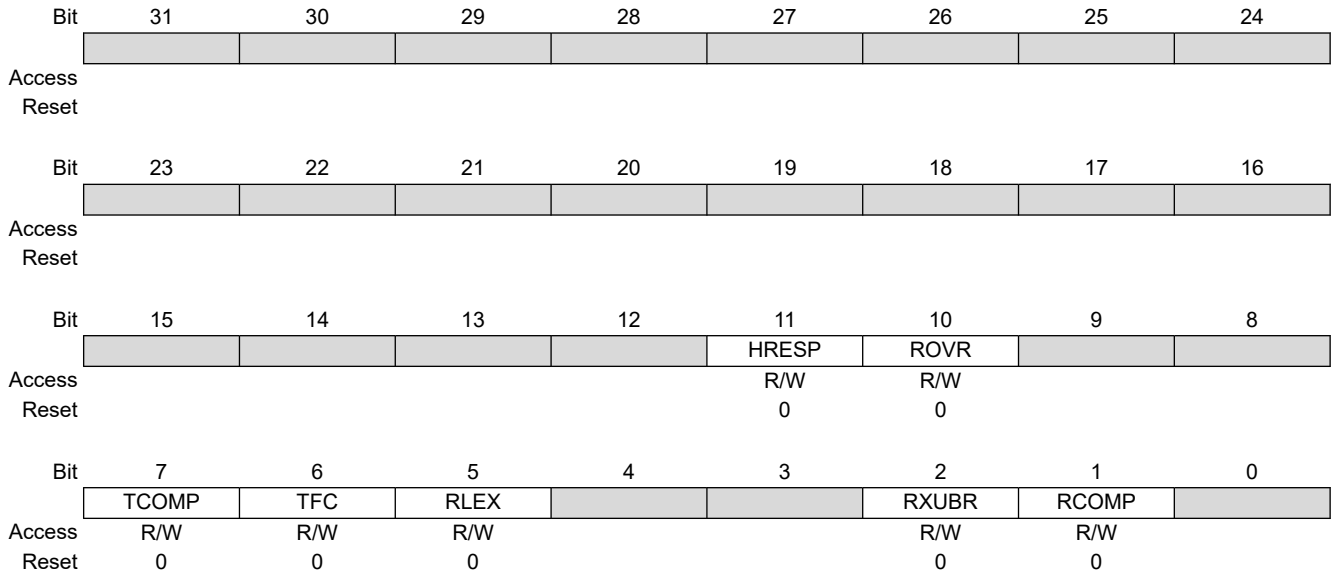 Bit 31 30 29 28 27 26 25 24
Access
Reset
Bit 23 22 21 20 19 18 17 16
Access
Reset
Bit 15 14 13 12 11 10 9 8
HRESP ROVR
Access R/W R/W
Reset 0 0
Bit 7 6 5 4 3 2 1 0
TCOMP TFC RLEX RXUBR RCOMP
Access R/W R/W R/W R/W R/W
Reset 0 0 0 0 0